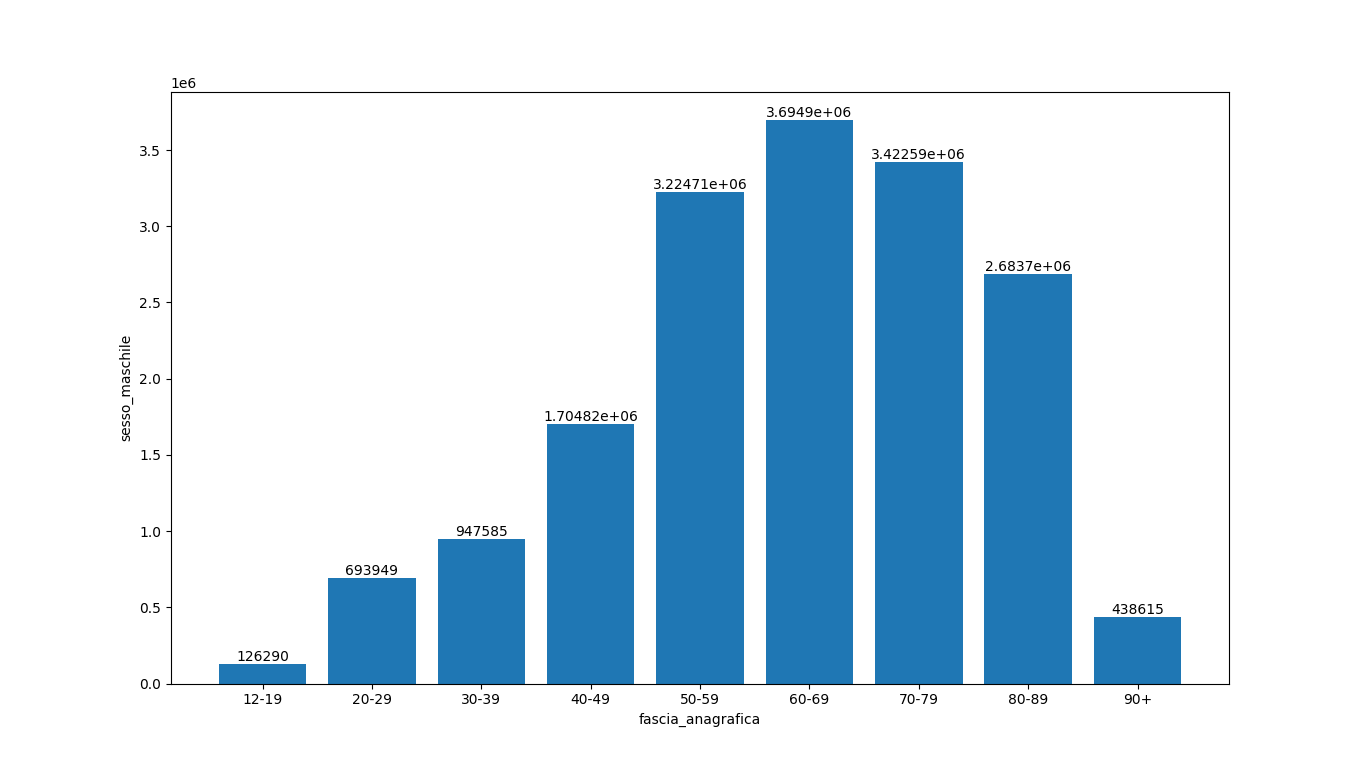 1e6
3.6949e+06
3.42259e+06
3.22471e+06
2.6837e+06
1.70482e+06
947585
693949
438615
126290
3.5
3.0
2.5
2.0
1.5
1.0
0.5
0.0
sesso_maschile
12-19 20-29 30-39 40-49 50-59 60-69 70-79 80-89 90+
fascia_anagrafica